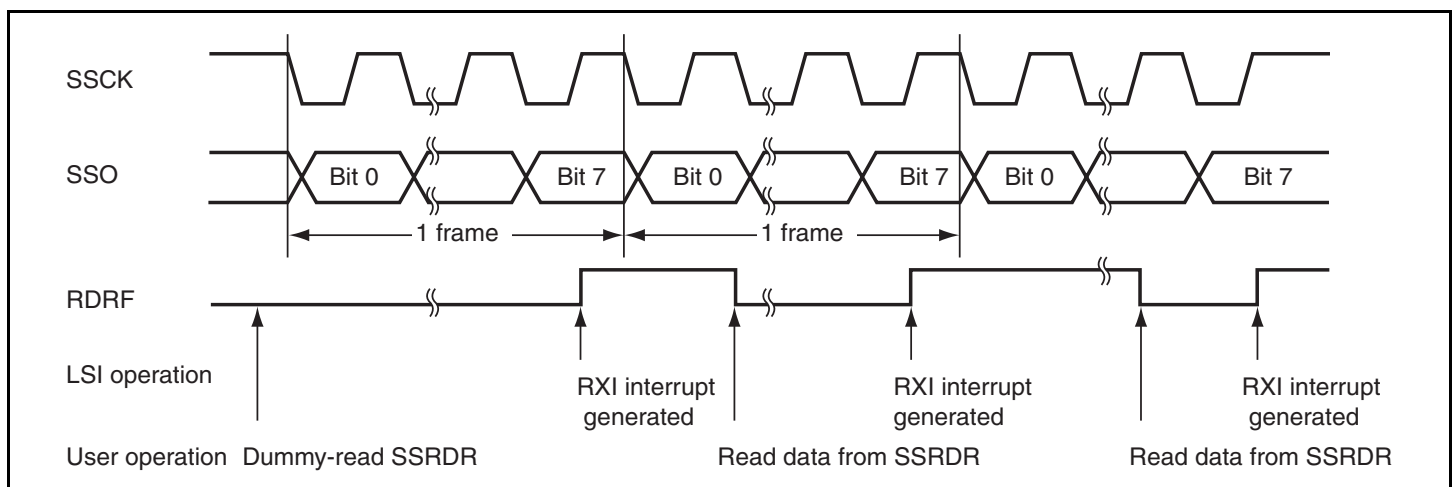 SSCK
SSO
Bit 0
Bit 7
Bit 0
Bit 7
Bit 0
Bit 7
1 frame
1 frame
RDRF
LSI operation
RXI interrupt
generated
RXI interrupt
generated
RXI interrupt
generated
User operation
Dummy-read SSRDR
Read data from SSRDR
Read data from SSRDR